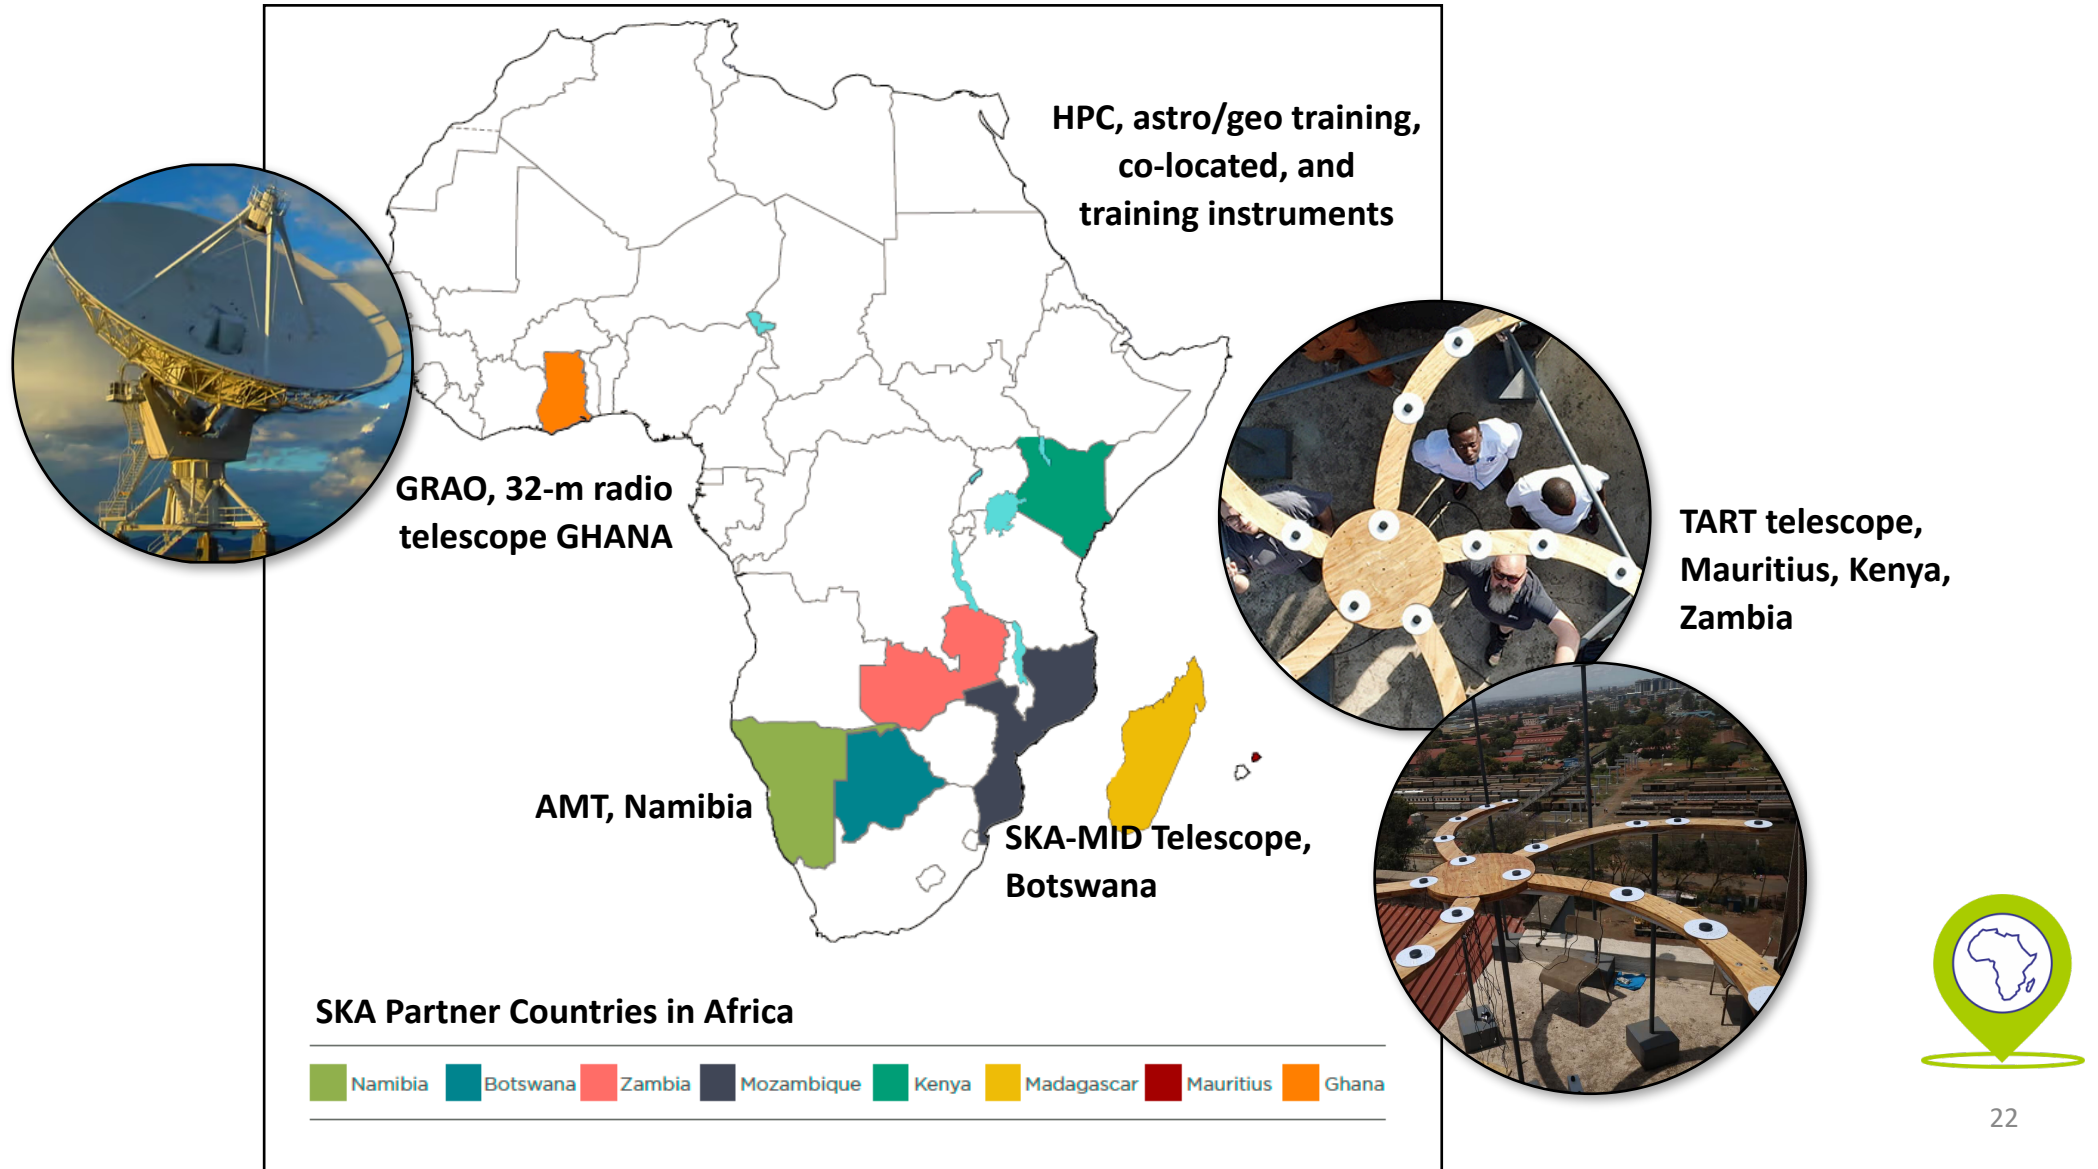 HPC, astro/geo training,
co-located, and
training instruments
GRAO, 32-m radio
telescope GHANA
TART telescope,
Mauritius, Kenya,
Zambia
AMT, Namibia
SKA-MID Telescope,
Botswana
SKA Partner Countries in Africa
Namibia Botswana Zambia Mozambique Kenya Madagascar Mauritius Ghana
22